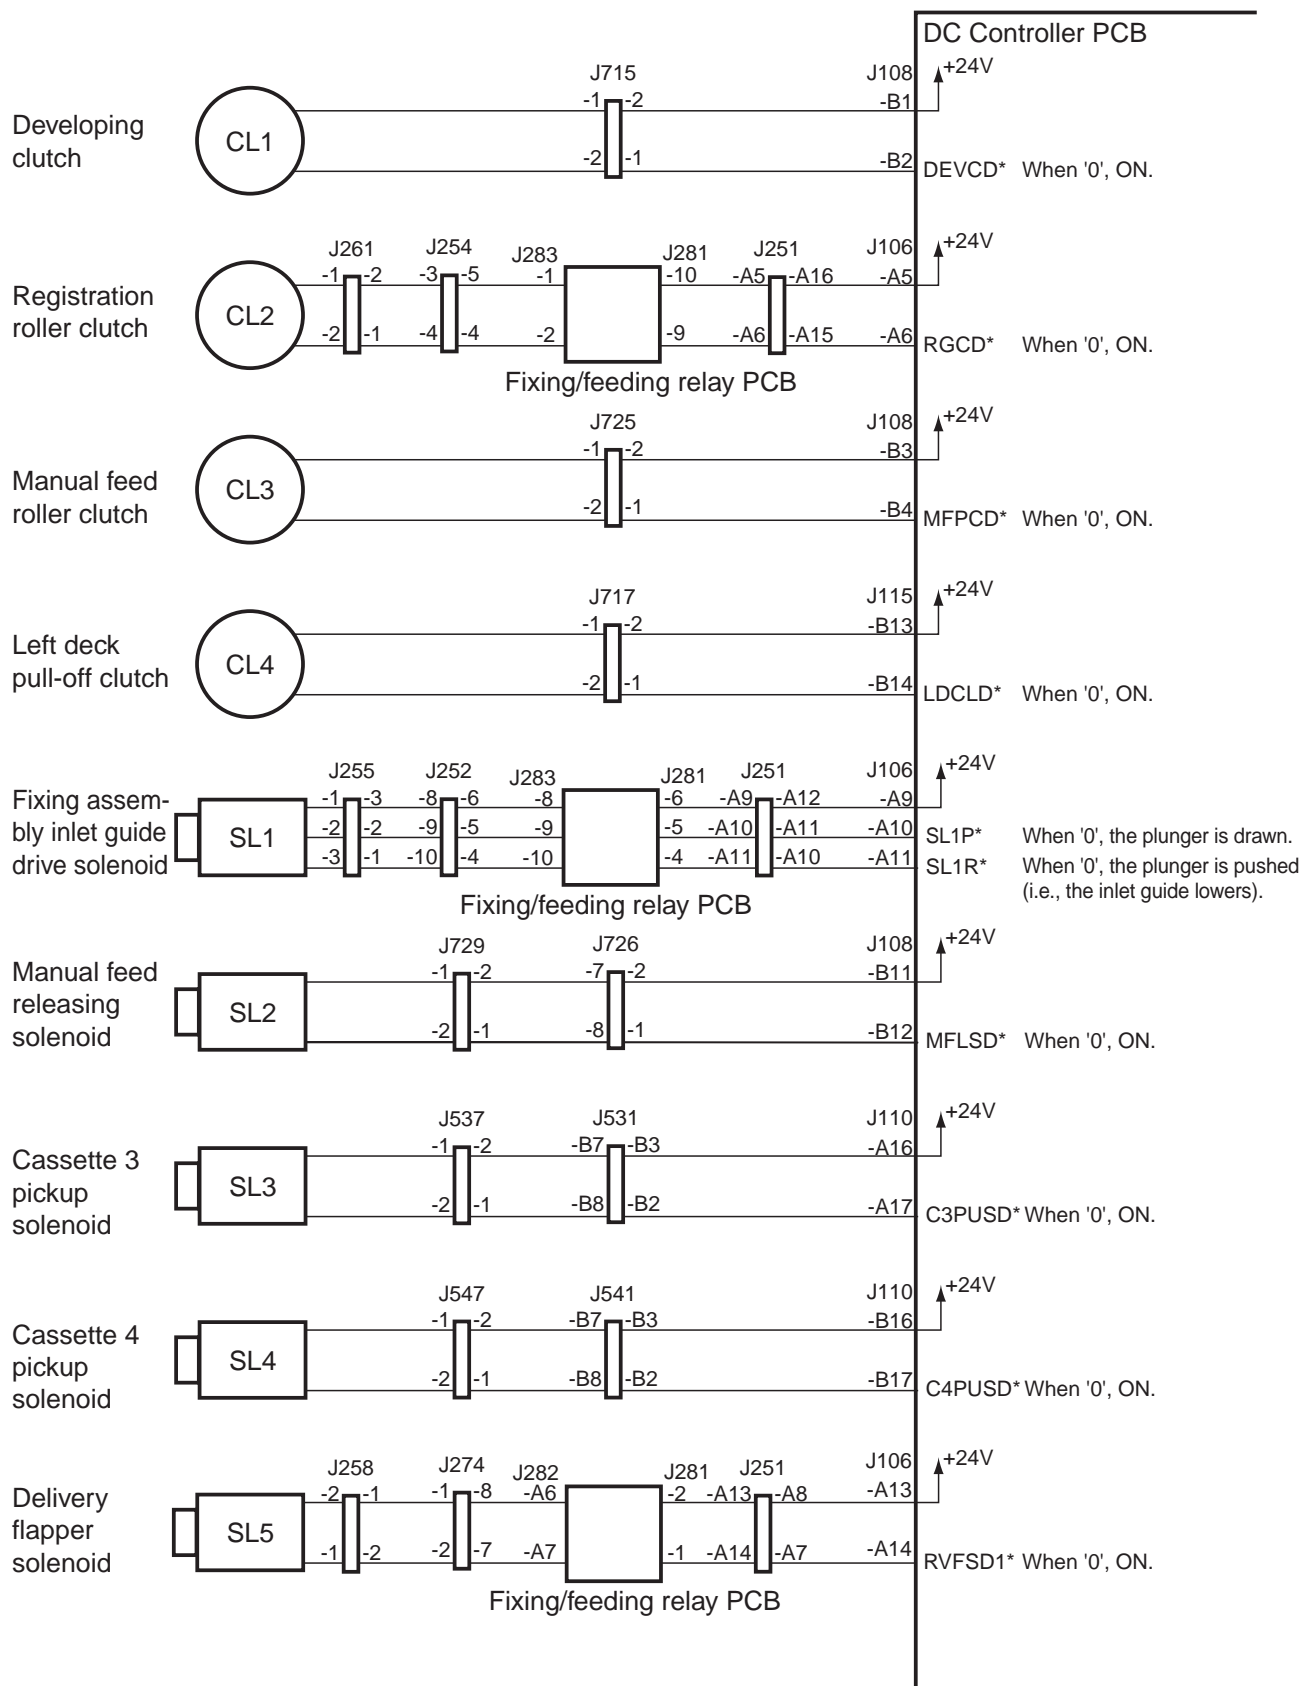 DC Controller PCB
J715 J108 +24V
-1 -2 -B1
Developing
clutch
CL1
-2 -1 -B2
DEVCD* When '0', ON.
J261 J254 J283 J281 J251 J106 +24V
-1 -2 -3 -5 -1 -10 -A5 -A16 -A5
Registration
roller clutch
CL2
-2 -1 -4 -4 -2 -9 -A6 -A15 -A6
RGCD* When '0', ON.
Fixing/feeding relay PCB
J725 J108 +24V
-1 -2 -B3
Manual feed
roller clutch
CL3
-2 -1 -B4
MFPCD* When '0', ON.
J717 J115 +24V
-1 -2 -B13
Left deck
pull-off clutch
CL4
-2 -1 -B14
LDCLD* When '0', ON.
J255 J252 J283 J281 J251 J106 +24V
-1 -3 -8 -6 -8 -6 -A9 -A12 -A9
Fixing assem-
bly inlet guide
drive solenoid
SL1
-2 -2 -9 -5 -9 -5 -A10 -A11 -A10
SL1P* When '0', the plunger is drawn.
-3 -1 -10 -4 -10 -4 -A11 -A10 -A11
SL1R* When '0', the plunger is pushed
(i.e., the inlet guide lowers).
Fixing/feeding relay PCB
J729 J726 J108 +24V
-1 -2 -7 -2 -B11
Manual feed
releasing
solenoid
SL2
-2 -1 -8 -1 -B12
MFLSD* When '0', ON.
J537 J531 J110 +24V
-1 -2 -B7 -B3 -A16
Cassette 3
pickup
solenoid
SL3
-2 -1 -B8 -B2 -A17
C3PUSD* When '0', ON.
J547 J541 J110 +24V
-1 -2 -B7 -B3 -B16
Cassette 4
pickup
solenoid
SL4
-2 -1 -B8 -B2 -B17
C4PUSD* When '0', ON.
J258 J274 J282 J281 J251 J106 +24V
-2 -1 -1 -8 -A6 -2 -A13 -A8 -A13
Delivery
flapper
solenoid
SL5
-1 -2 -2 -7 -A7 -1 -A14 -A7 -A14
RVFSD1* When '0', ON.
Fixing/feeding relay PCB